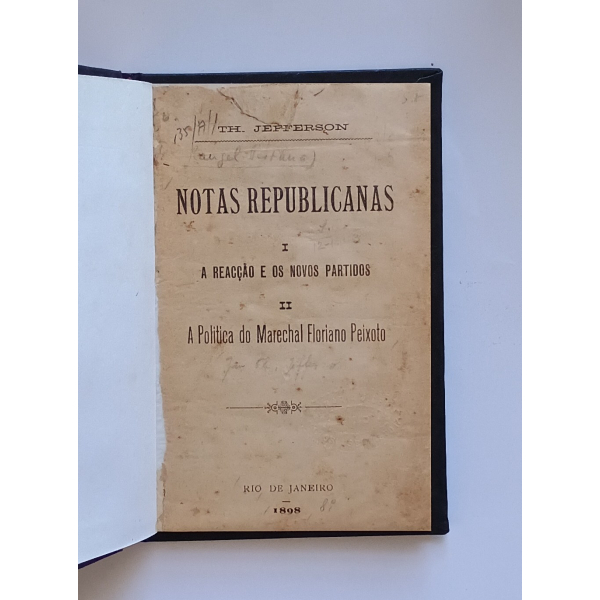 TH. JEFFERSON
NOTAS REPUBLICANAS
I
A REACÇÃO E OS NOVOS PARTIDOS
II
A Politica do Marechal Floriano Peixoto
RIO DE JANEIRO
1898